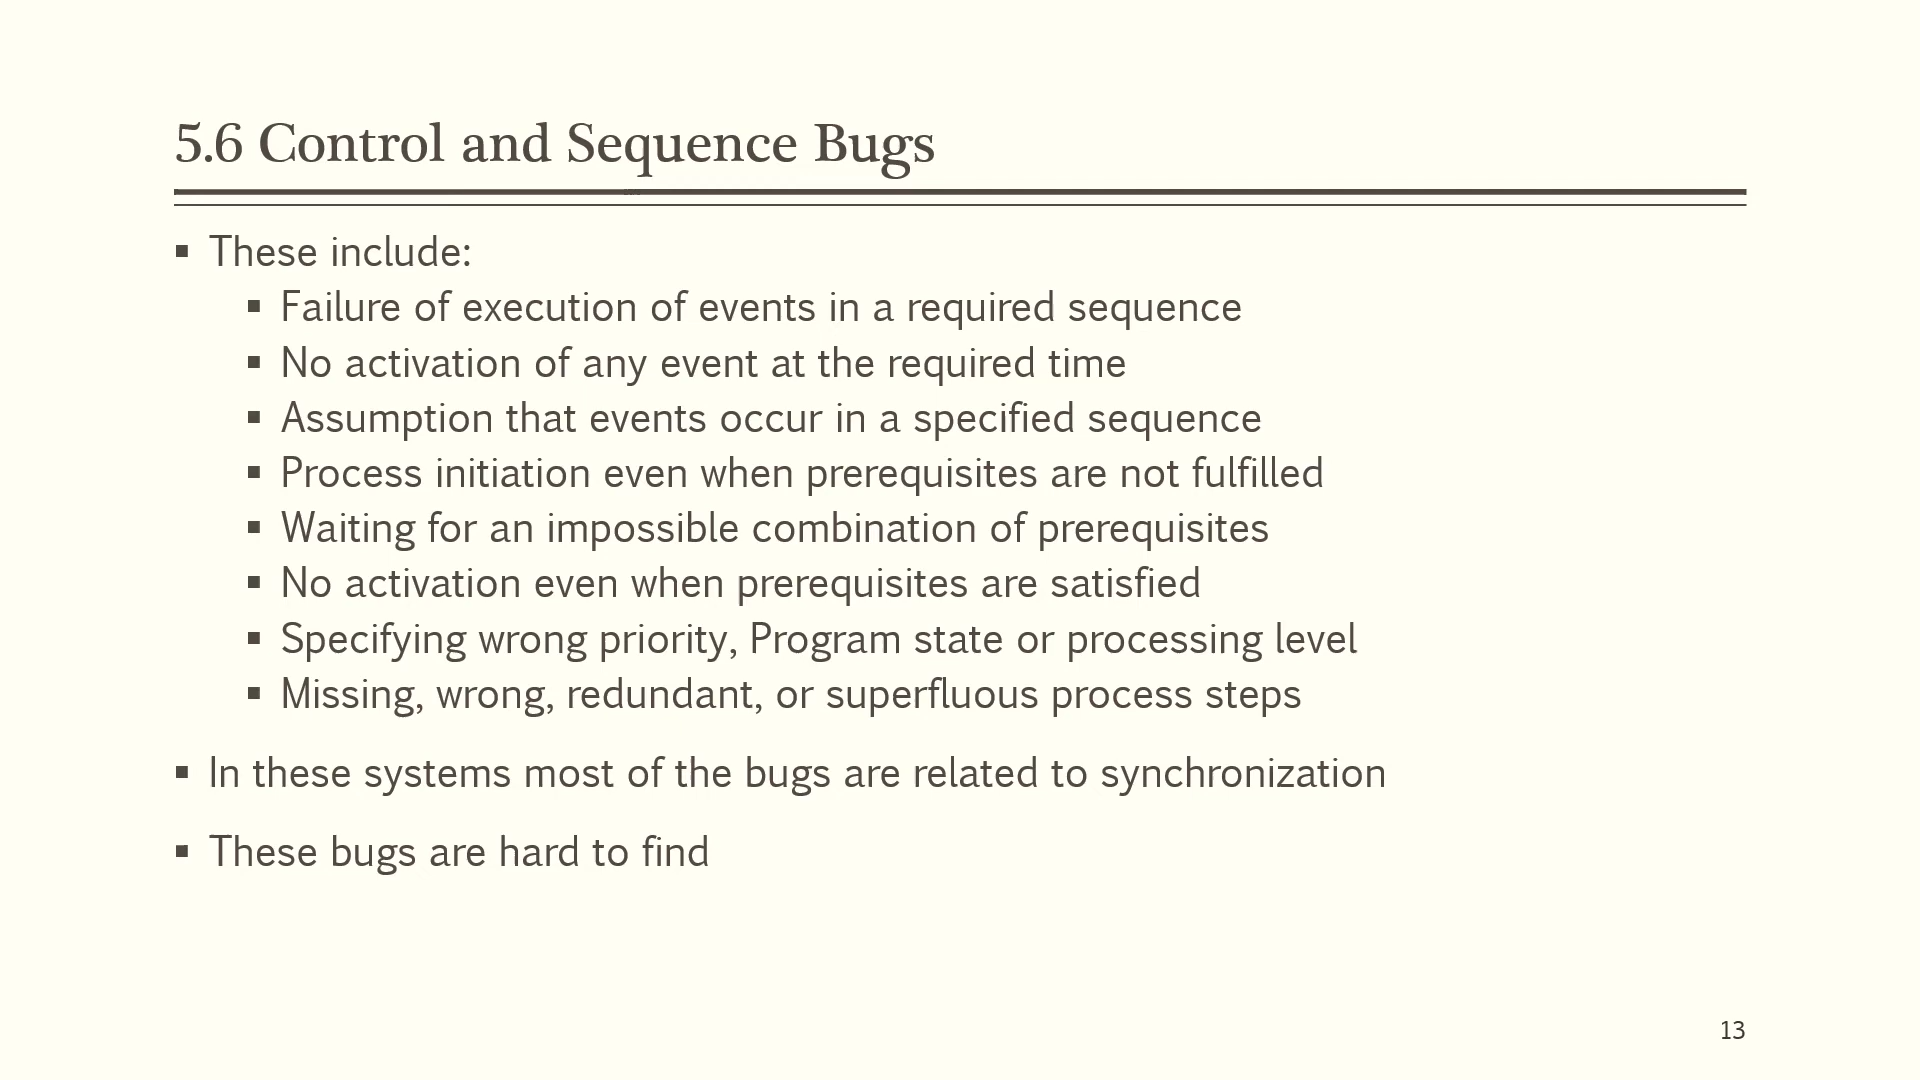 5.6 Control and Sequence Bugs
▪ These include:
▪ Failure of execution of events in a required sequence
▪ No activation of any event at the required time
▪ Assumption that events occur in a specified sequence
▪ Process initiation even when prerequisites are not fulfilled
▪ Waiting for an impossible combination of prerequisites
▪ No activation even when prerequisites are satisfied
▪ Specifying wrong priority, Program state or processing level
▪ Missing, wrong, redundant, or superfluous process steps
▪ In these systems most of the bugs are related to synchronization
▪ These bugs are hard to find
13